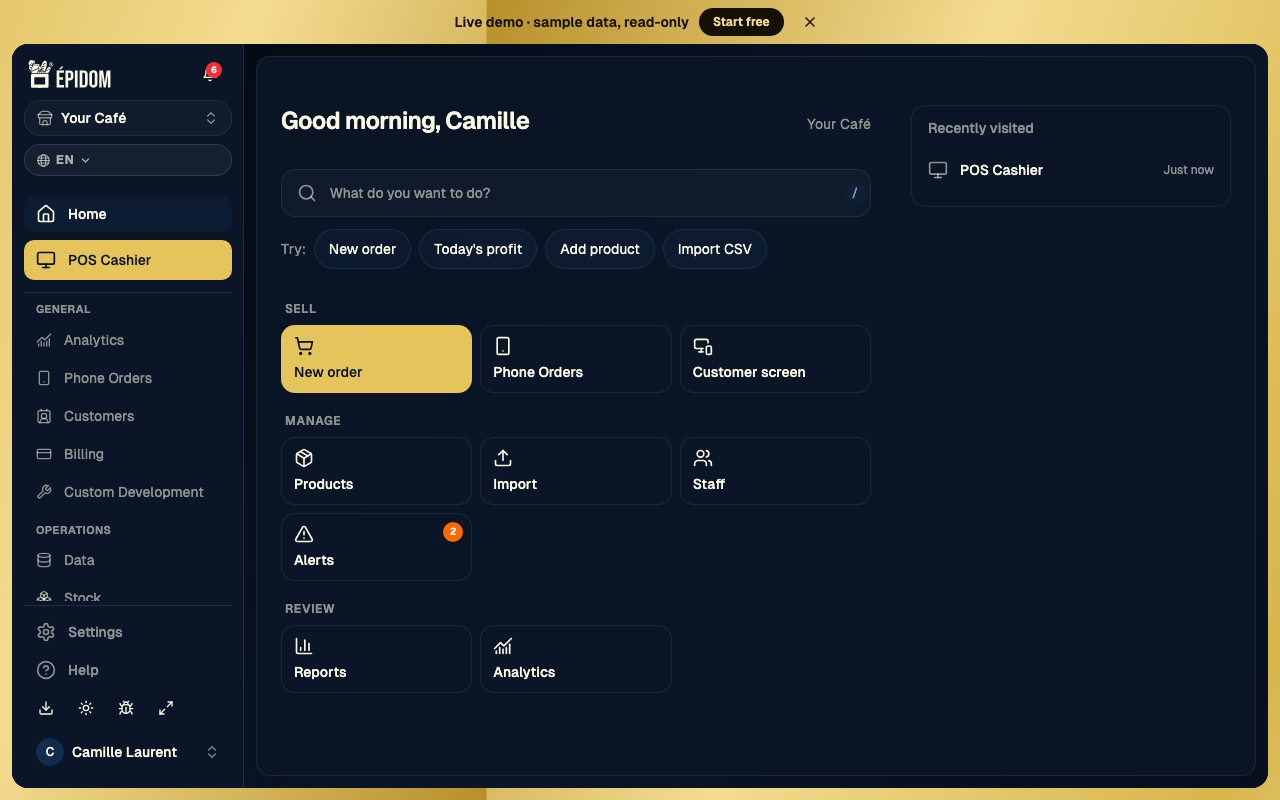 Live demo · sample data, read-only
Start free
ÉPIDOM
6
Your Café
EN
Home
POS Cashier
GENERAL
Analytics
Phone Orders
Customers
Billing
Custom Development
OPERATIONS
Data
Stock
Settings
Help
C
Camille Laurent
Good morning, Camille
Your Café
What do you want to do?
/
Try:
New order
Today's profit
Add product
Import CSV
SELL
New order
Phone Orders
Customer screen
MANAGE
Products
Import
Staff
Alerts
2
REVIEW
Reports
Analytics
Recently visited
POS Cashier
Just now